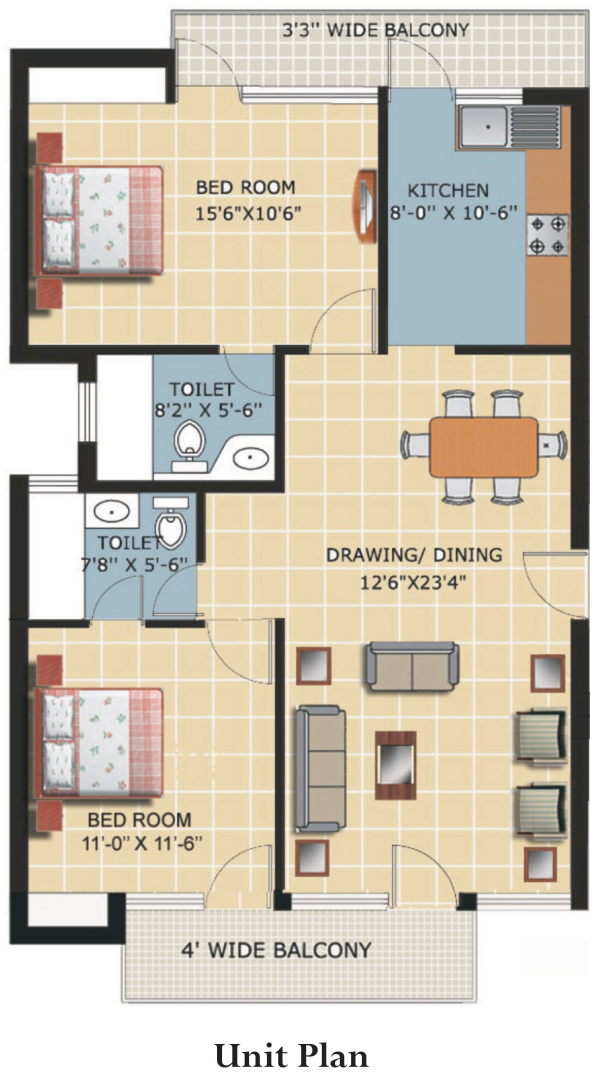 3'3" WIDE BALCONY
BED ROOM
15'6"X10'6"
KITCHEN
8'-0" X 10'-6"
TOILET
8'2" X 5'-6"
TOILET
7'8" X 5'-6"
DRAWING/ DINING
12'6"X23'4"
BED ROOM
11'-0" X 11'-6"
4' WIDE BALCONY
Unit Plan